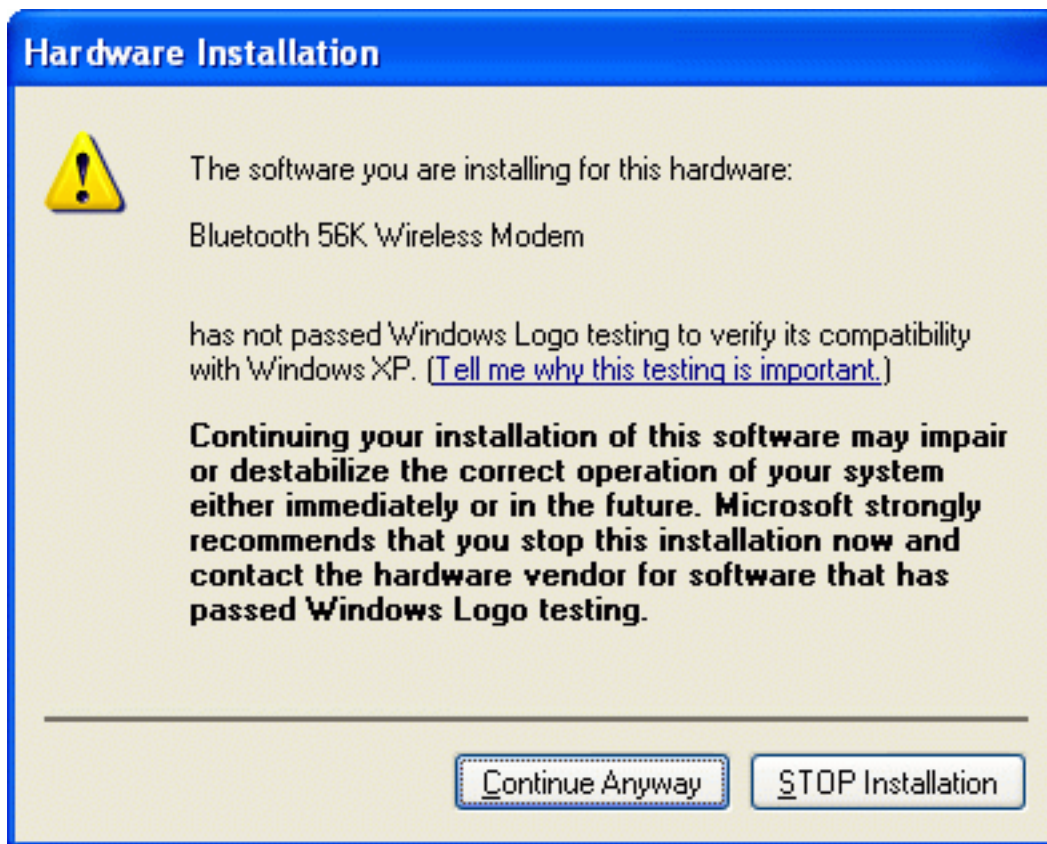 Hardware Installation
The software you are installing for this hardware:
Bluetooth 56K Wireless Modem
has not passed Windows Logo testing to verify its compatibility
with Windows XP. (Tell me why this testing is important.)
Continuing your installation of this software may impair
or destabilize the correct operation of your system
either immediately or in the future. Microsoft strongly
recommends that you stop this installation now and
contact the hardware vendor for software that has
passed Windows Logo testing.
Continue Anyway
STOP Installation